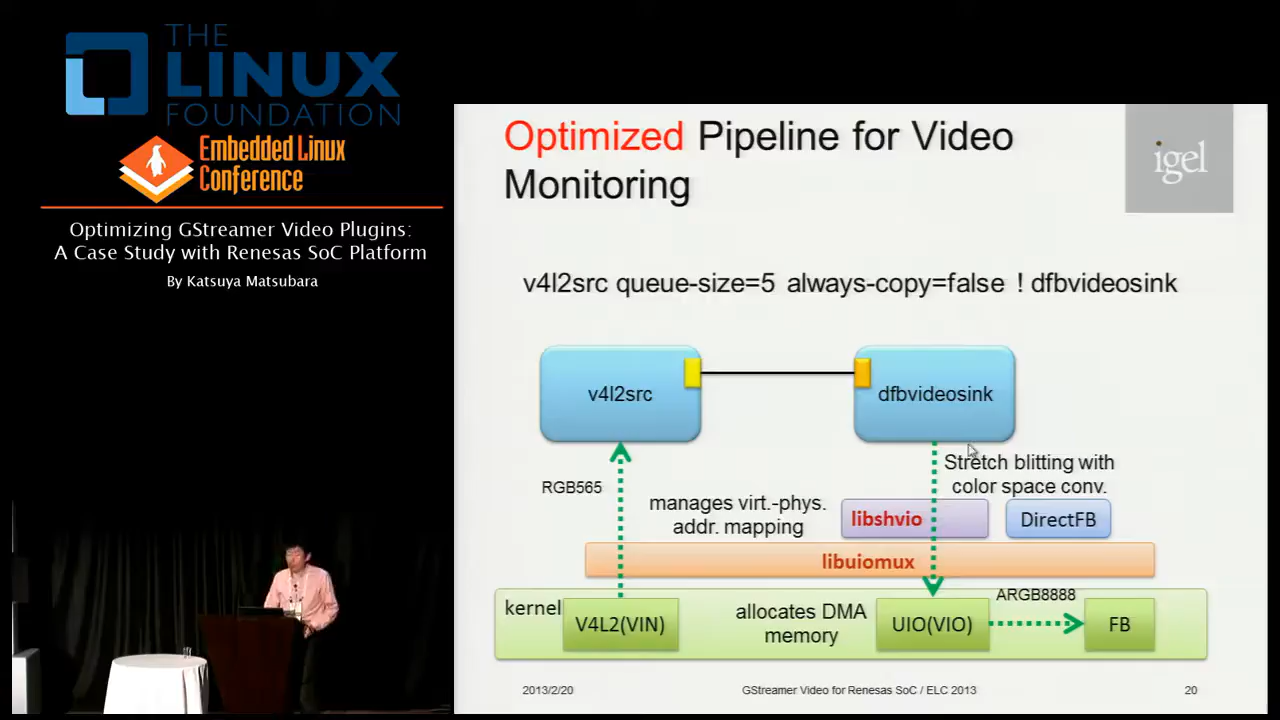 THE
LINUX
FOUNDATION
Embedded Linux
Conference
Optimizing GStreamer Video Plugins:
A Case Study with Renesas SoC Platform
By Katsuya Matsubara
Optimized Pipeline for Video
Monitoring
igel
v4l2src queue-size=5 always-copy=false ! dfbvideosink
v4l2src
dfbvideosink
Stretch blitting with
color space conv.
RGB565
manages virt.-phys.
addr. mapping
libshvio
DirectFB
libuiomux
kernel
V4L2(VIN)
allocates DMA
memory
UIO(VIO)
ARGB8888
FB
2013/2/20
GStreamer Video for Renesas SoC / ELC 2013
20